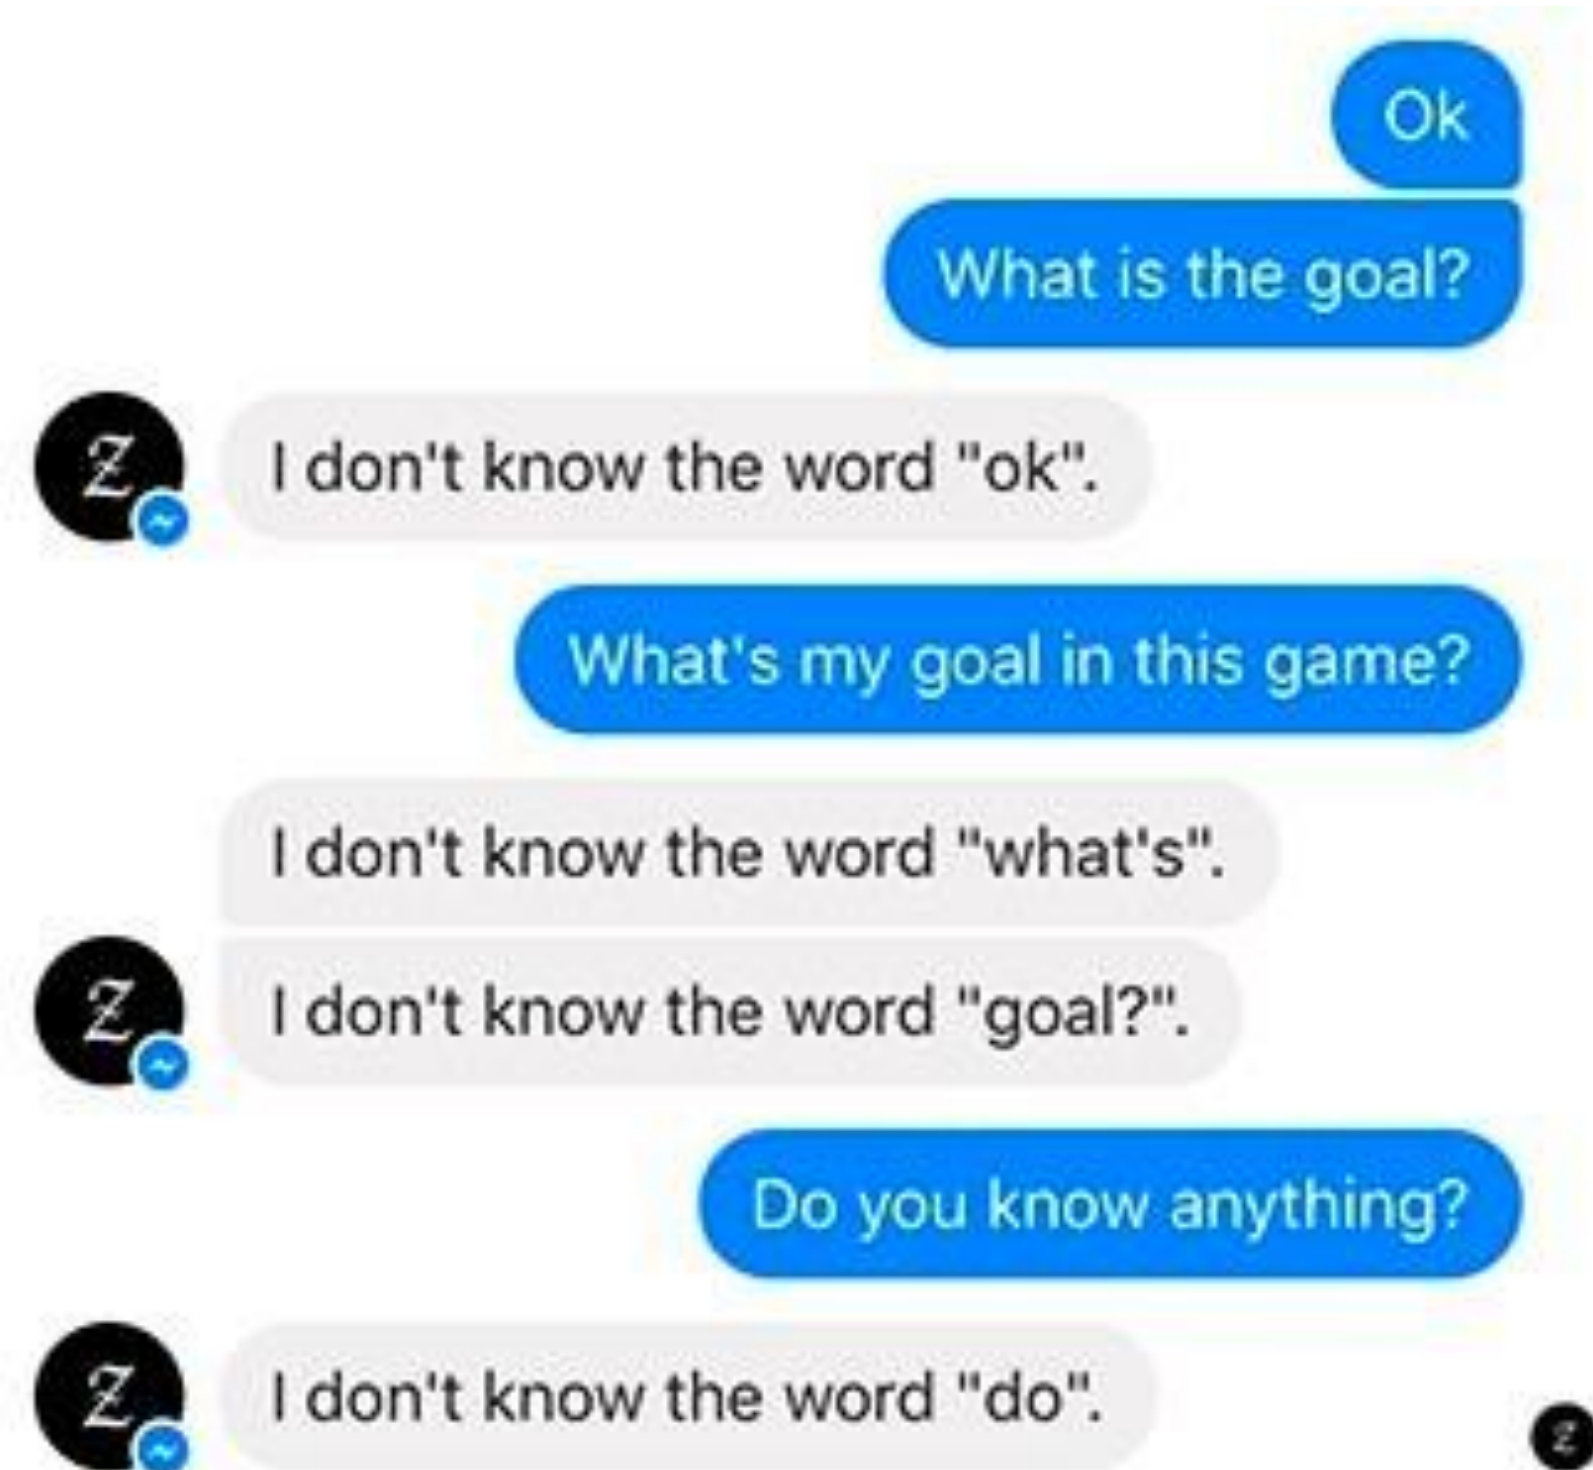 Ok
What is the goal?
I don't know the word "ok".
What's my goal in this game?
I don't know the word "what's".
I don't know the word "goal?".
Do you know anything?
I don't know the word "do".